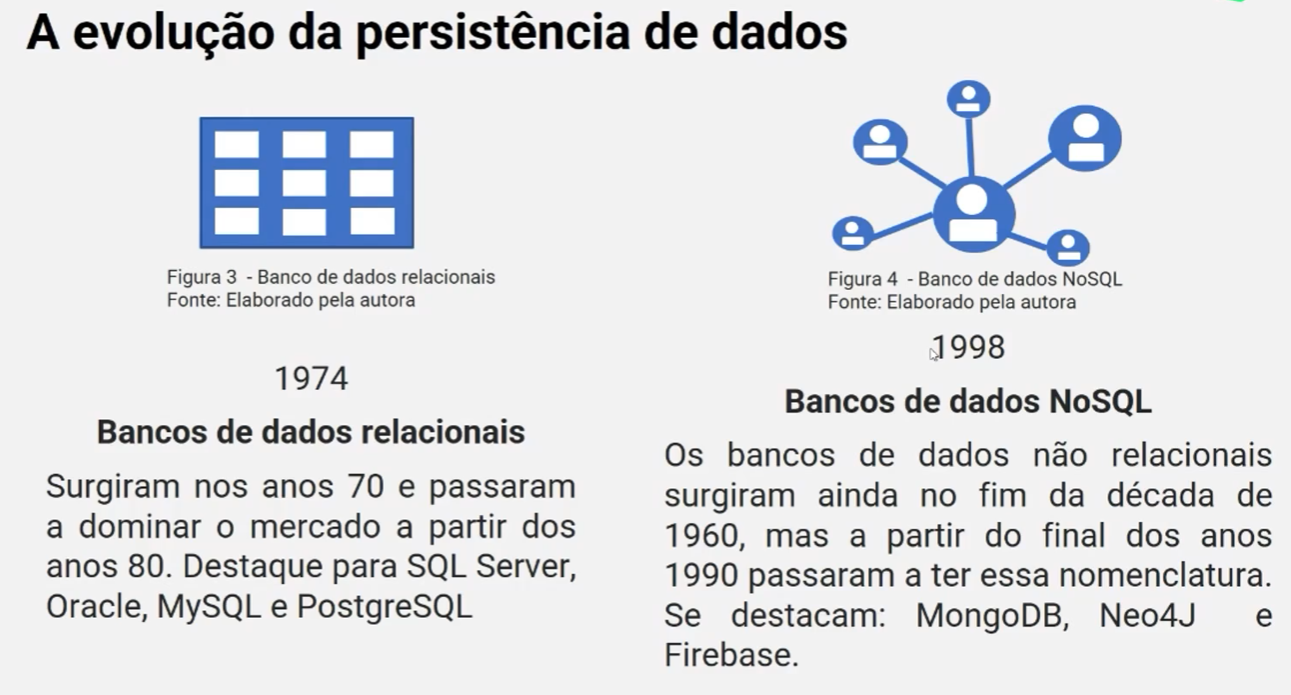 A evolução da persistência de dados
Figura 3 - Banco de dados relacionais
Fonte: Elaborado pela autora
1974
Bancos de dados relacionais
Surgiram nos anos 70 e passaram
a dominar o mercado a partir dos
anos 80. Destaque para SQL Server,
Oracle, MySQL e PostgreSQL
Figura 4 - Banco de dados NoSQL
Fonte: Elaborado pela autora
1998
Bancos de dados NoSQL
Os bancos de dados não relacionais
surgiram ainda no fim da década de
1960, mas a partir do final dos anos
1990 passaram a ter essa nomenclatura.
Se destacam: MongoDB, Neo4J e
Firebase.